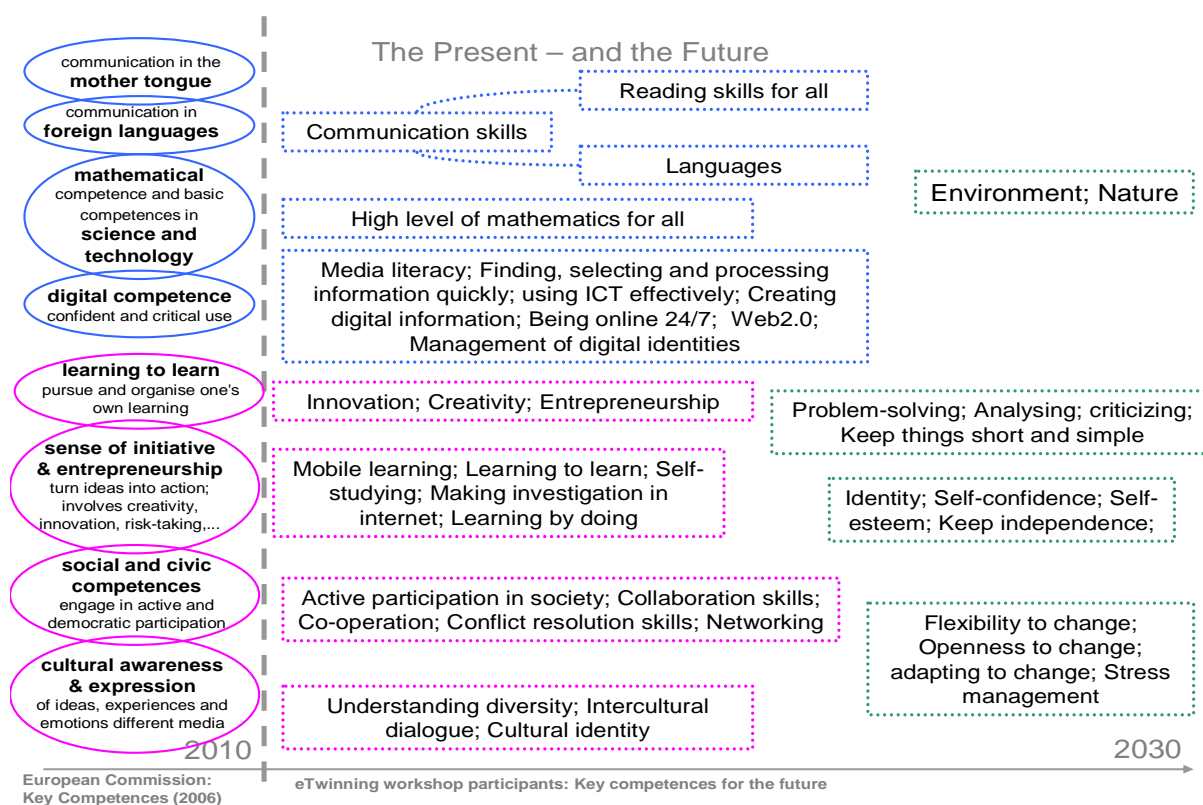 The Present – and the Future
communication in the
mother tongue
communication in
foreign languages
mathematical
competence and basic
competences in
science and
technology
digital competence
confident and critical use
learning to learn
pursue and organise one's
own learning
sense of initiative
& entrepreneurship
turn ideas into action;
involves creativity,
innovation, risk-taking,...
social and civic
competences
engage in active and
democratic participation
cultural awareness
& expression
of ideas, experiences and
emotions different media
Reading skills for all
Communication skills
Languages
High level of mathematics for all
Media literacy; Finding, selecting and processing
information quickly; using ICT effectively; Creating
digital information; Being online 24/7; Web2.0;
Management of digital identities
Innovation; Creativity; Entrepreneurship
Mobile learning; Learning to learn; Self-
studying; Making investigation in
internet; Learning by doing
Active participation in society; Collaboration skills;
Co-operation; Conflict resolution skills; Networking
Understanding diversity; Intercultural
dialogue; Cultural identity
Environment; Nature
Problem-solving; Analysing; criticizing;
Keep things short and simple
Identity; Self-confidence; Self-
esteem; Keep independence;
Flexibility to change;
Openness to change;
adapting to change; Stress
management
2010
2030
European Commission:
Key Competences (2006)
eTwinning workshop participants: Key competences for the future